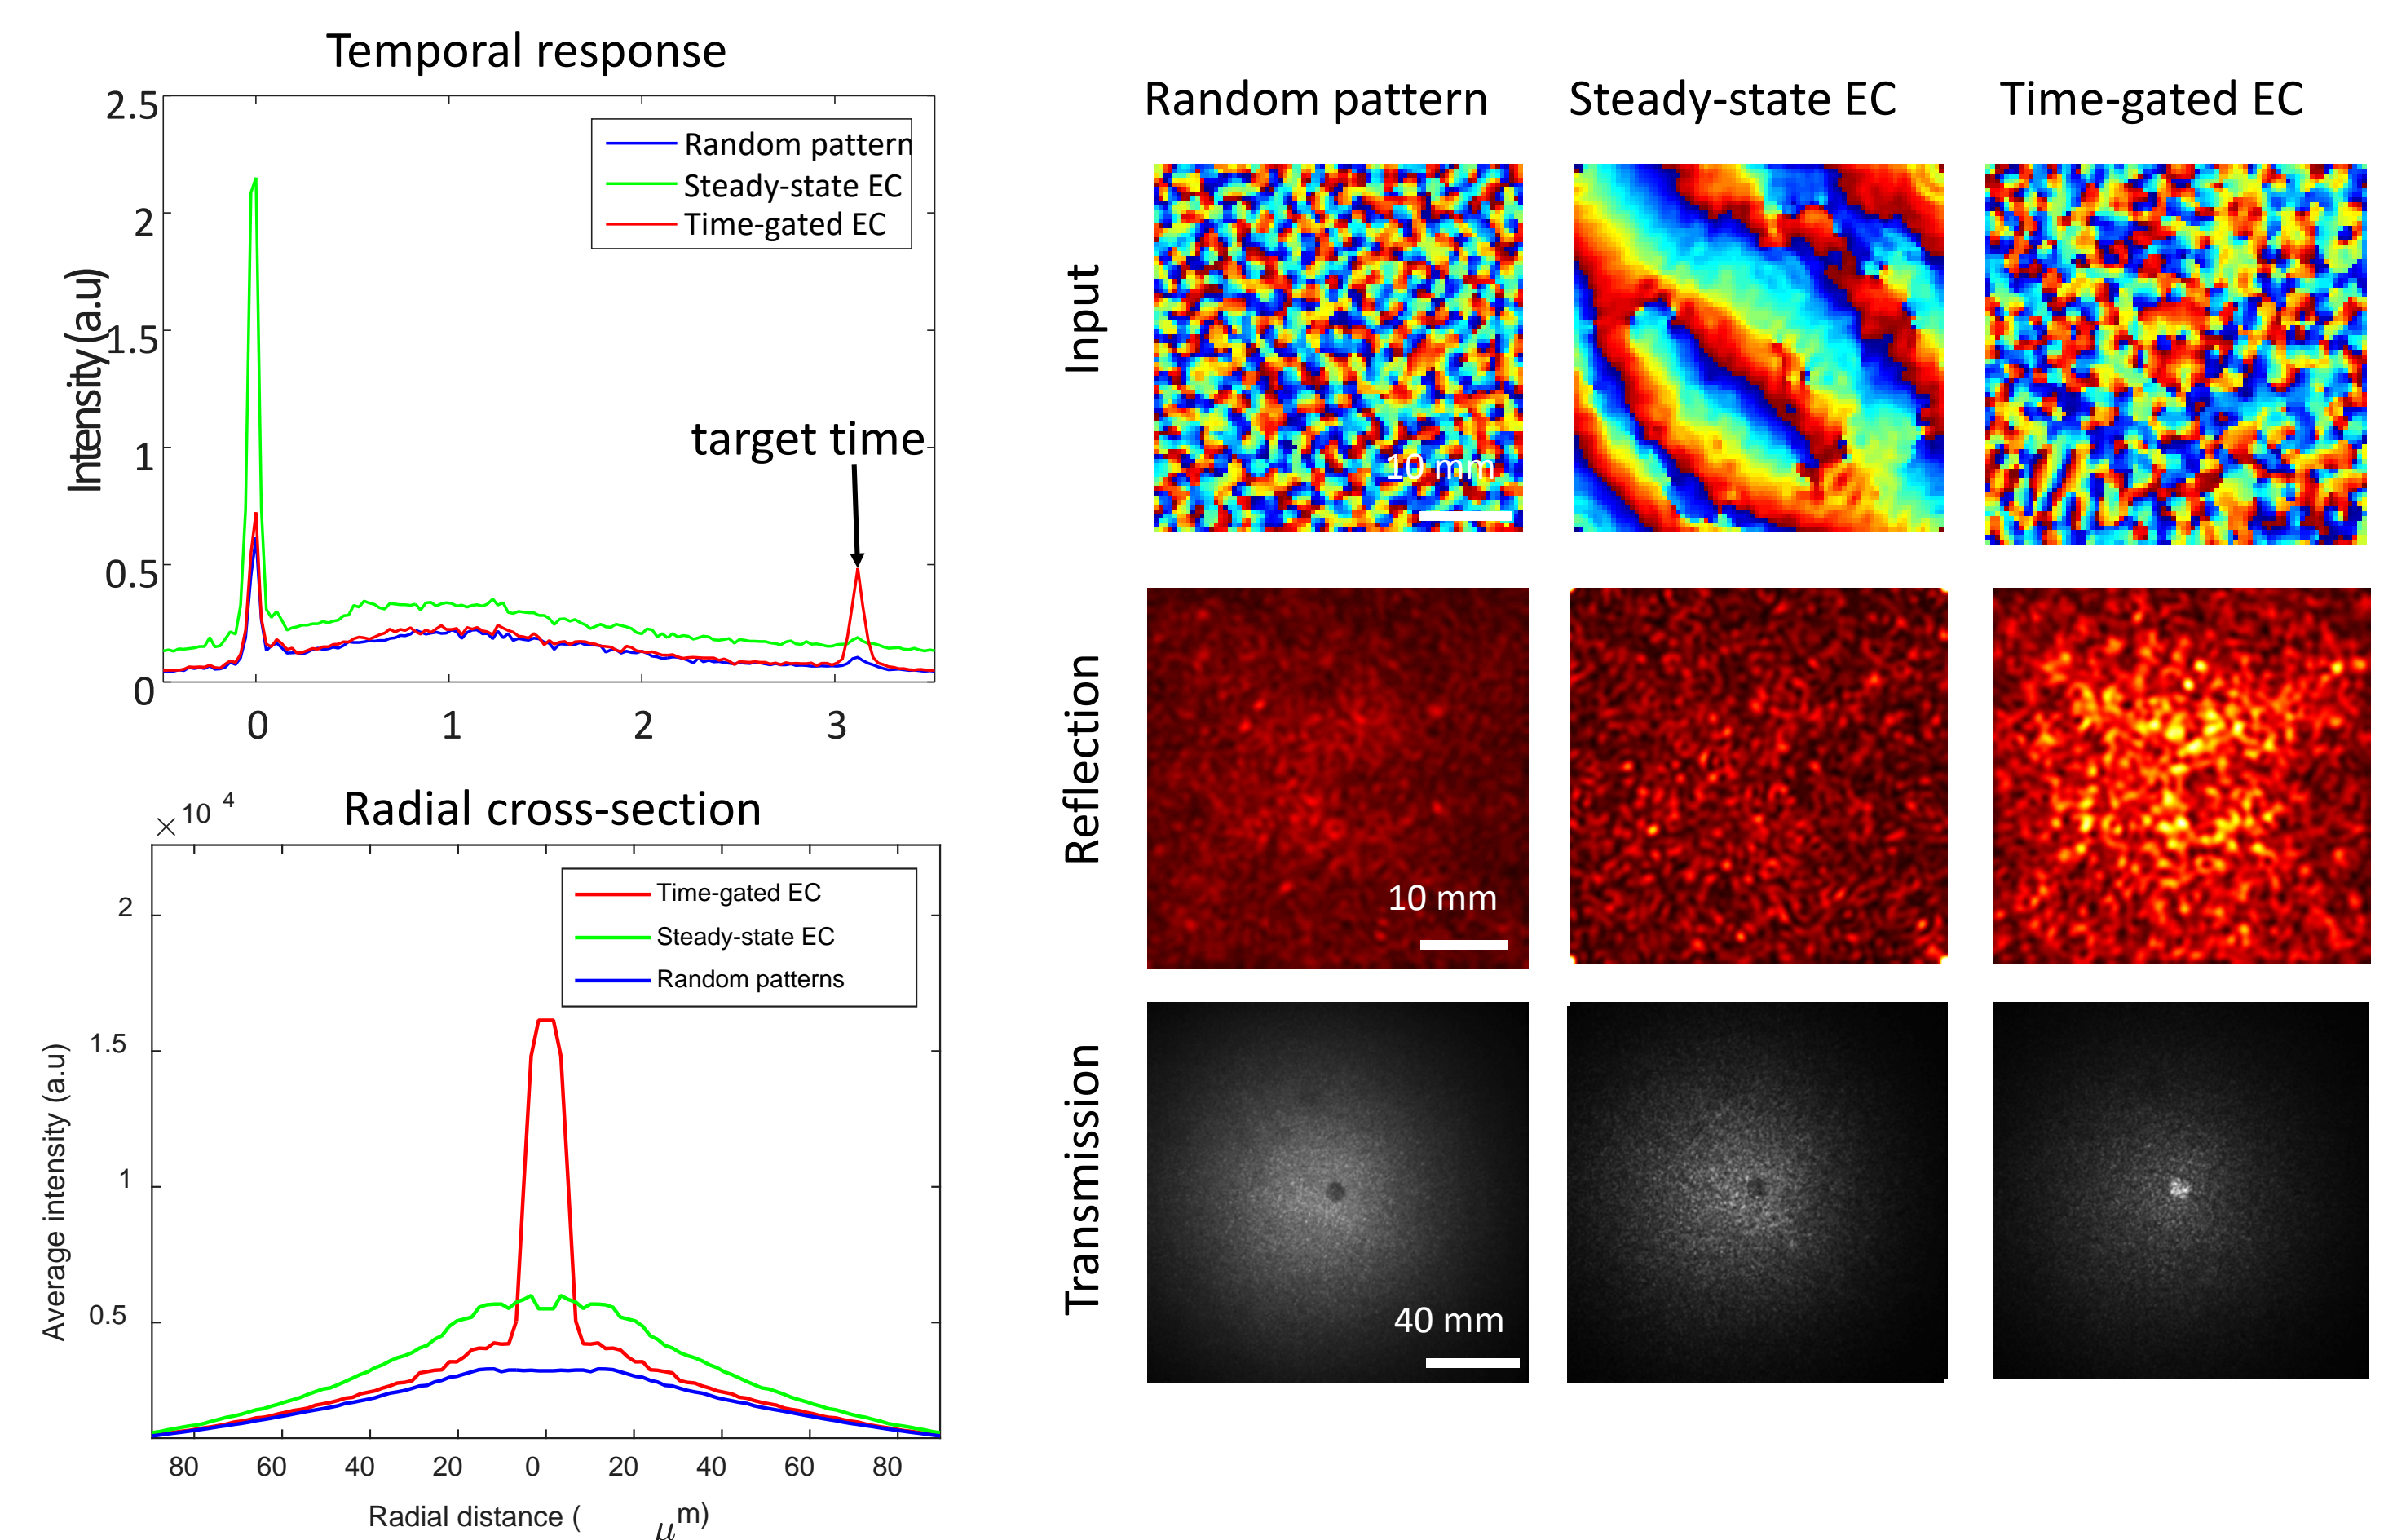 Temporal response
2.5
2
1.5
1
0.5
0
Intensity(a.u)
Random pattern
Steady-state EC
Time-gated EC
target time
0 1 2 3
Radial cross-section
×10 4
2
1.5
1
0.5
Average intensity (a.u)
Time-gated EC
Steady-state EC
Random patterns
80 60 40 20 0 20 40 60 80
Radial distance ( μm)
Random pattern Steady-state EC Time-gated EC
Input
10 mm
Reflection
10 mm
Transmission
40 mm